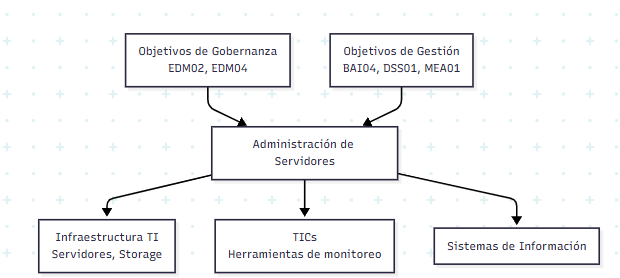 Objetivos de Gobernanza
EDM02, EDM04
Objetivos de Gestión
BAI04, DSS01, MEA01
Administración de
Servidores
Infraestructura TI
Servidores, Storage
TICs
Herramientas de monitoreo
Sistemas de Información